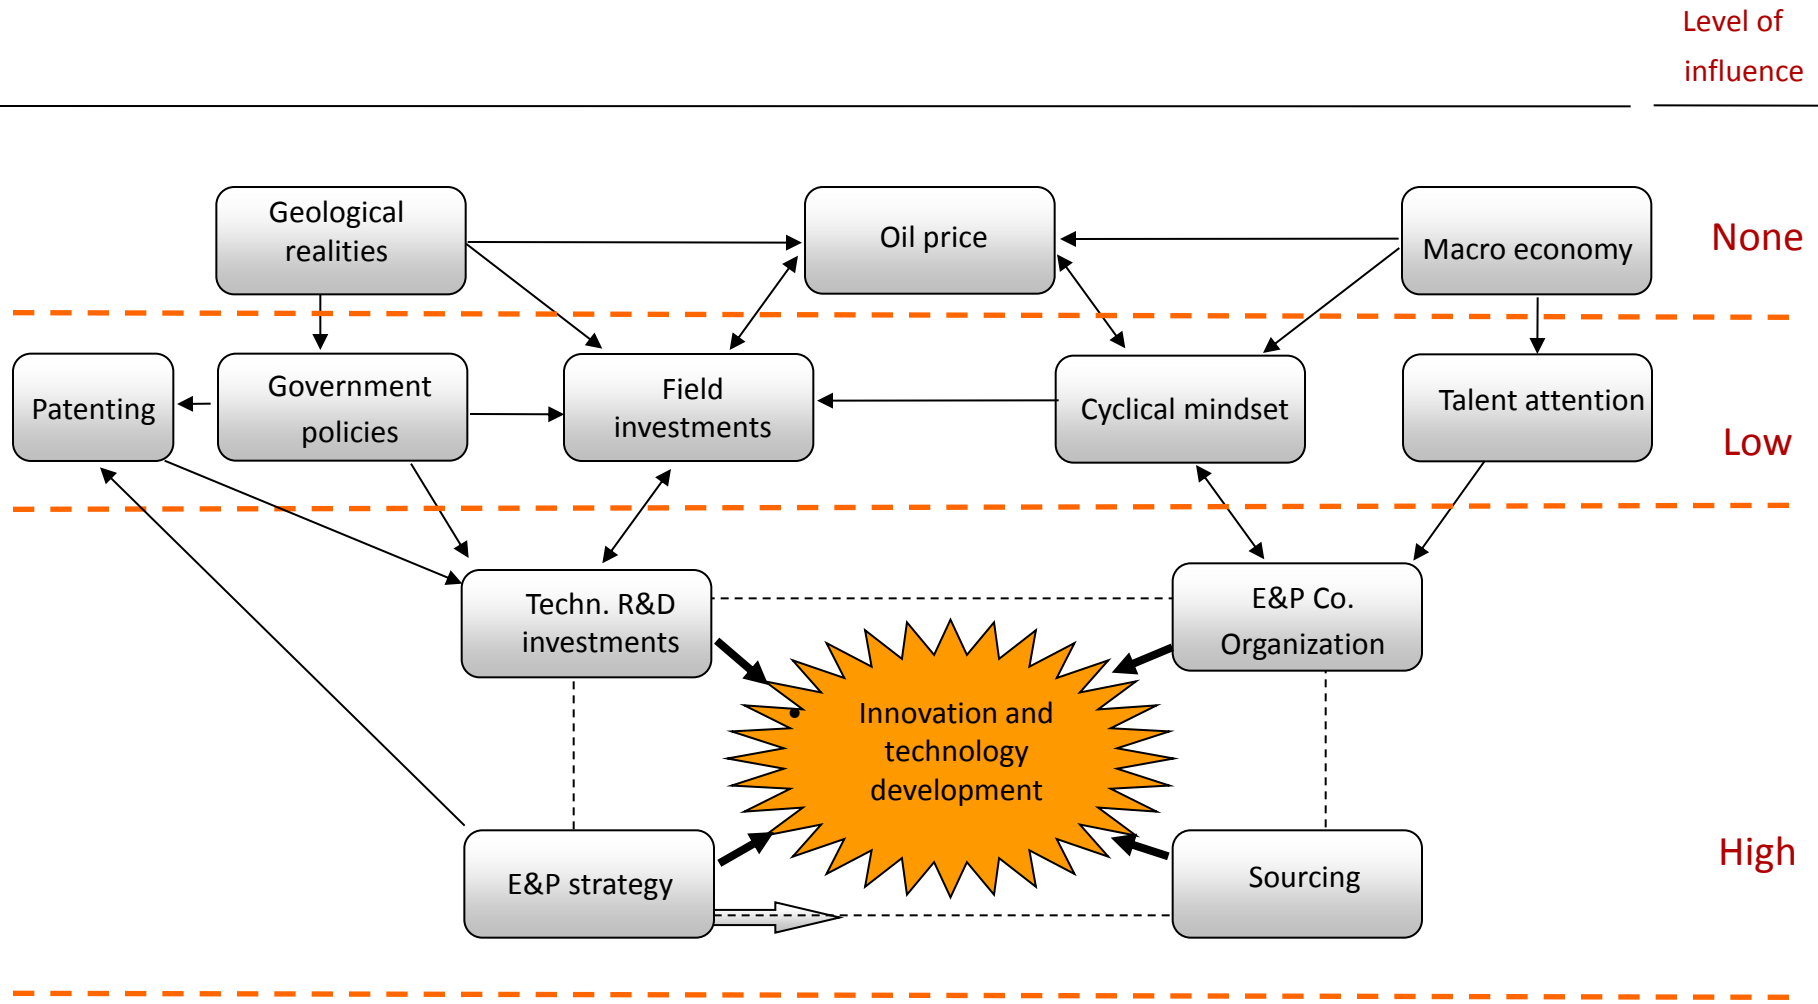 Level of
influence
Geological
realities
Oil price
Macro economy
None
Patenting
Government
policies
Field
investments
Cyclical mindset
Talent attention
Low
Techn. R&D
investments
E&P Co.
Organization
• Innovation and
technology
development
E&P strategy
Sourcing
High